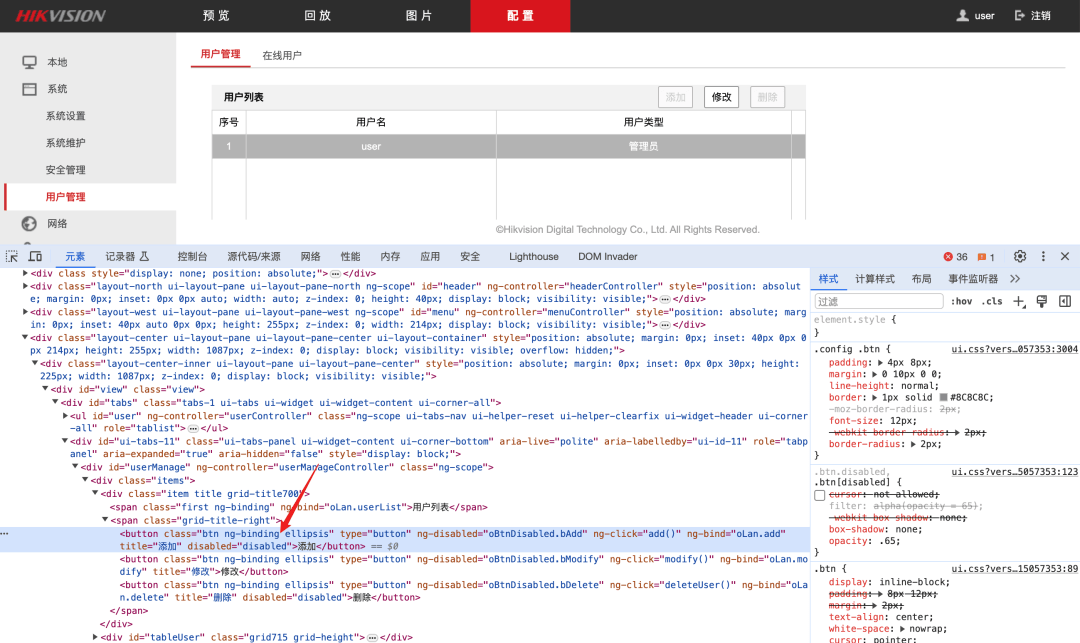 HIKVISION 预览 回放 图片 配置 user 注销
本地
系统
系统设置
系统维护
安全管理
用户管理
网络
用户管理 在线用户
用户列表 添加 修改 删除
序号 用户名 用户类型
1 user 管理员
©Hikvision Digital Technology Co., Ltd. All Rights Reserved.
元素 记录器 控制台 源代码/来源 网络 性能 内存 应用 安全 Lighthouse DOM Invader 36 1
<div class style="display: none; position: absolute;">…</div>
<div class="layout-north ui-layout-pane ui-layout-pane-north ng-scope" id="header" ng-controller="headerController" style="position: absolut
e; margin: 0px; inset: 0px 0px auto; width: auto; z-index: 0; height: 40px; display: block; visibility: visible;">…</div>
<div class="layout-west ui-layout-pane ui-layout-pane-west ng-scope" id="menu" ng-controller="menuController" style="position: absolute; marg
in: 0px; inset: 40px auto 0px 0px; height: 255px; z-index: 0; width: 214px; display: block; visibility: visible;">…</div>
<div class="layout-center ui-layout-pane ui-layout-pane-center ui-layout-container" style="position: absolute; margin: 0px; inset: 40px 0px 0
px 214px; height: 255px; width: 1087px; z-index: 0; display: block; visibility: visible; overflow: hidden;">
<div class="layout-center-inner ui-layout-pane ui-layout-pane-center" style="position: absolute; margin: 0px; inset: 0px 0px 30px; height:
225px; width: 1087px; z-index: 0; display: block; visibility: visible;">
<div id="view" class="view">
<div id="tabs" class="tabs-1 ui-tabs ui-widget ui-widget-content ui-corner-all">
<ul id="user" ng-controller="userController" class="ng-scope ui-tabs-nav ui-helper-reset ui-helper-clearfix ui-widget-header ui-corner
-all" role="tablist">…</ul>
<div id="ui-tabs-11" class="ui-tabs-panel ui-widget-content ui-corner-bottom" aria-live="polite" aria-labelledby="ui-id-11" role="tabp
anel" aria-expanded="true" aria-hidden="false" style="display: block;">
<div id="userManage" ng-controller="userManageController" class="ng-scope">
<div class="items">
<div class="item title grid-title700">
<span class="first ng-binding" ng-bind="oLan.userList">用户列表</span>
<span class="grid-title-right">
<button class="btn ng-binding ellipsis" type="button" ng-disabled="oBtnDisabled.bAdd" ng-click="add()" ng-bind="oLan.add"
title="添加" disabled="disabled">添加</button> == $0
<button class="btn ng-binding ellipsis" type="button" ng-disabled="oBtnDisabled.bModify" ng-click="modify()" ng-bind="oLan.mo
dify" title="修改">修改</button>
<button class="btn ng-binding ellipsis" type="button" ng-disabled="oBtnDisabled.bDelete" ng-click="deleteUser()" ng-bind="oLa
n.delete" title="删除" disabled="disabled">删除</button>
</span>
</div>
<div id="tableUser" class="grid715 grid-height">…</div>
样式 计算样式 布局 事件监听器
过滤 :hov .cls
element.style {
}
.config .btn { ui.css?vers…057353:3004
padding: 4px 8px;
margin: 0 10px 0 0;
line-height: normal;
border: 1px solid #8C8C8C;
-moz-border-radius: 2px;
font-size: 12px;
-webkit-border-radius: 2px;
border-radius: 2px;
}
.btn.disabled, ui.css?vers…5057353:123
.btn[disabled] {
cursor: not-allowed;
filter: alpha(opacity = 65);
-webkit-box-shadow: none;
box-shadow: none;
opacity: .65;
}
.btn { ui.css?vers…15057353:89
display: inline-block;
padding: 8px 12px;
margin: 2px;
text-align: center;
white-space: nowrap;
cursor: pointer;